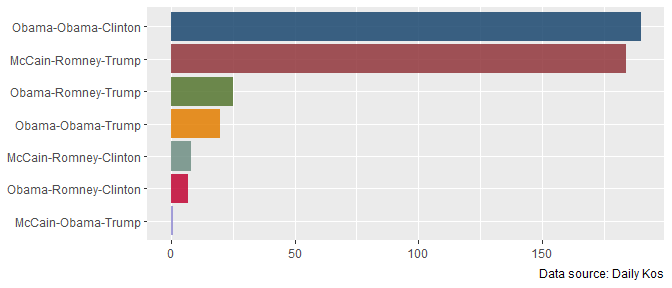 Obama-Obama-Clinton
McCain-Romney-Trump
Obama-Romney-Trump
Obama-Obama-Trump
McCain-Romney-Clinton
Obama-Romney-Clinton
McCain-Obama-Trump
0 50 100 150
Data source: Daily Kos